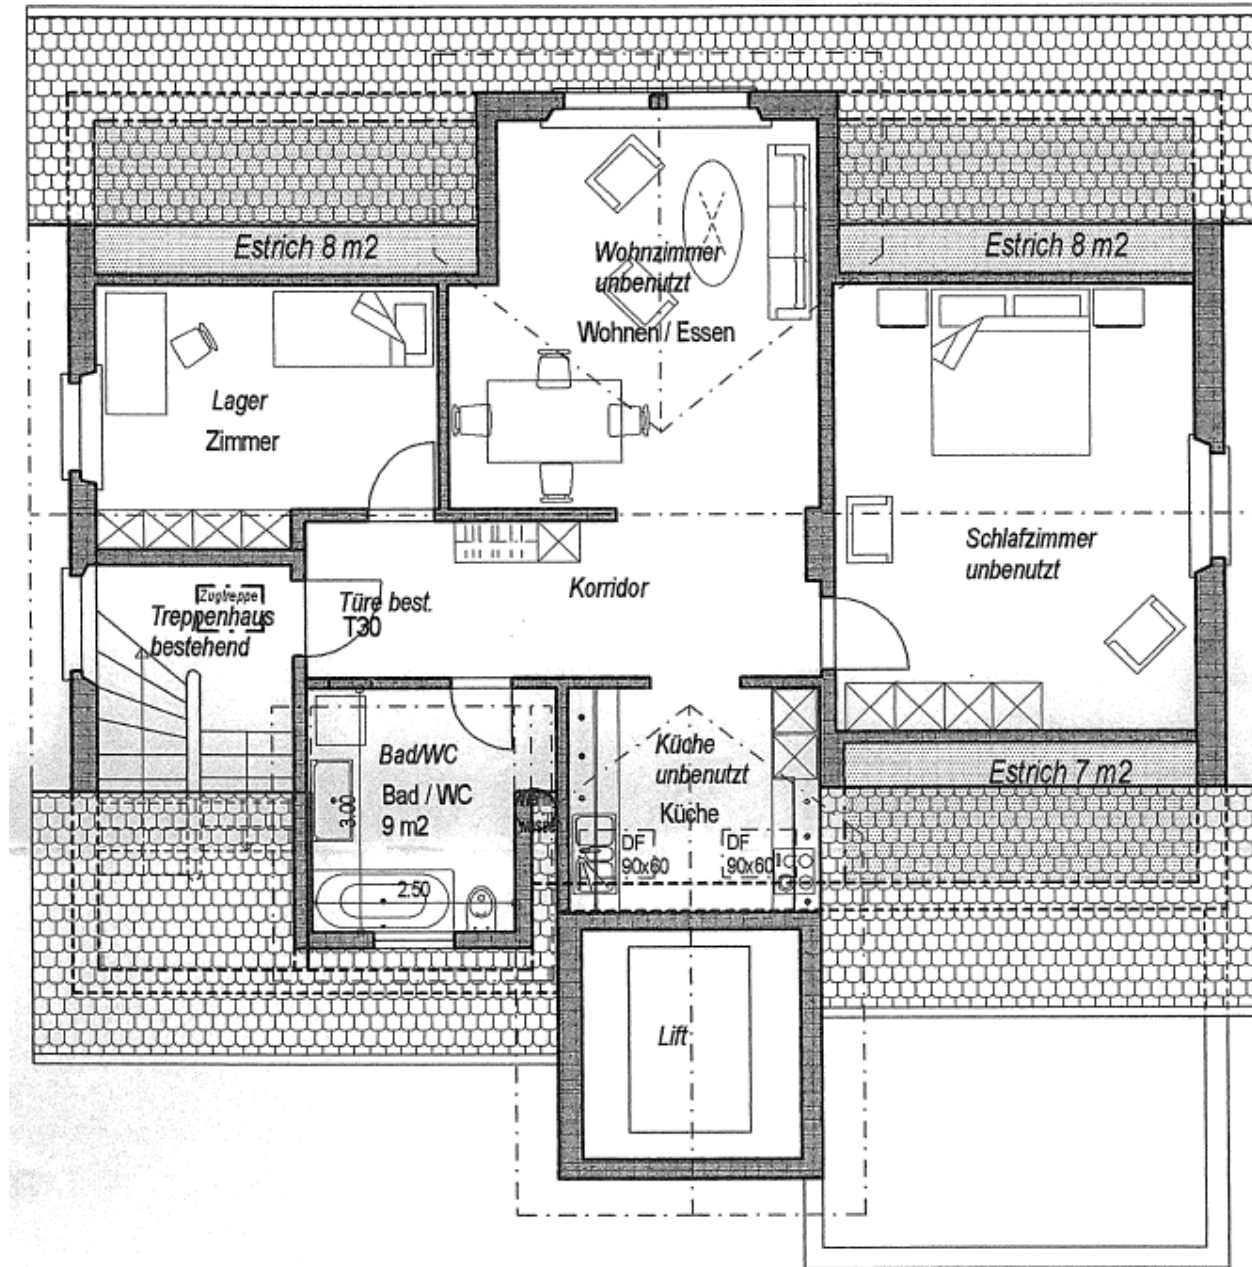 Estrich 8 m2
Estrich 8 m2
Wohnzimmer
unbenutzt
Wohnen / Essen
Lager
Zimmer
Schlafzimmer
unbenutzt
Korridor
Zugtreppe
Treppenhaus
bestehend
Türe best.
T30
Bad/WC
Bad / WC
9 m2
3.00
2.50
Küche
unbenutzt
Küche
DF
90x60
DF
90x60
Estrich 7 m2
Lift